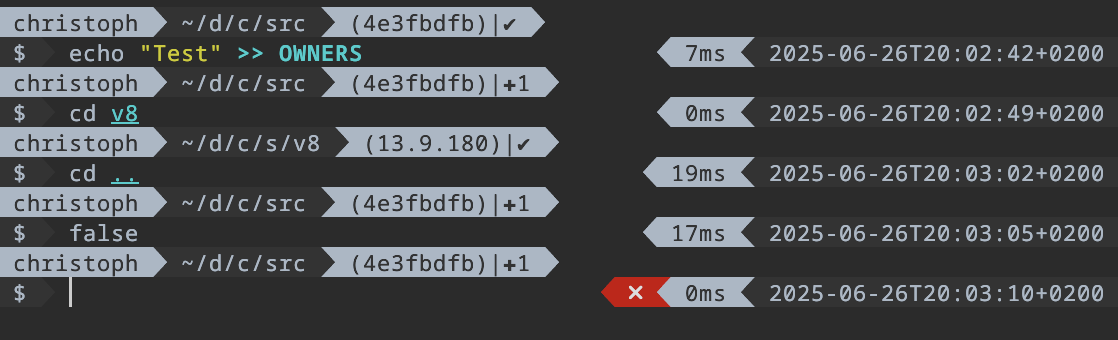 christoph ~/d/c/src (4e3fbdfb)|✔
$ echo "Test" >> OWNERS 7ms 2025-06-26T20:02:42+0200
christoph ~/d/c/src (4e3fbdfb)|✚1
$ cd v8 0ms 2025-06-26T20:02:49+0200
christoph ~/d/c/s/v8 (13.9.180)|✔
$ cd .. 19ms 2025-06-26T20:03:02+0200
christoph ~/d/c/src (4e3fbdfb)|✚1
$ false 17ms 2025-06-26T20:03:05+0200
christoph ~/d/c/src (4e3fbdfb)|✚1
$ ✕ 0ms 2025-06-26T20:03:10+0200